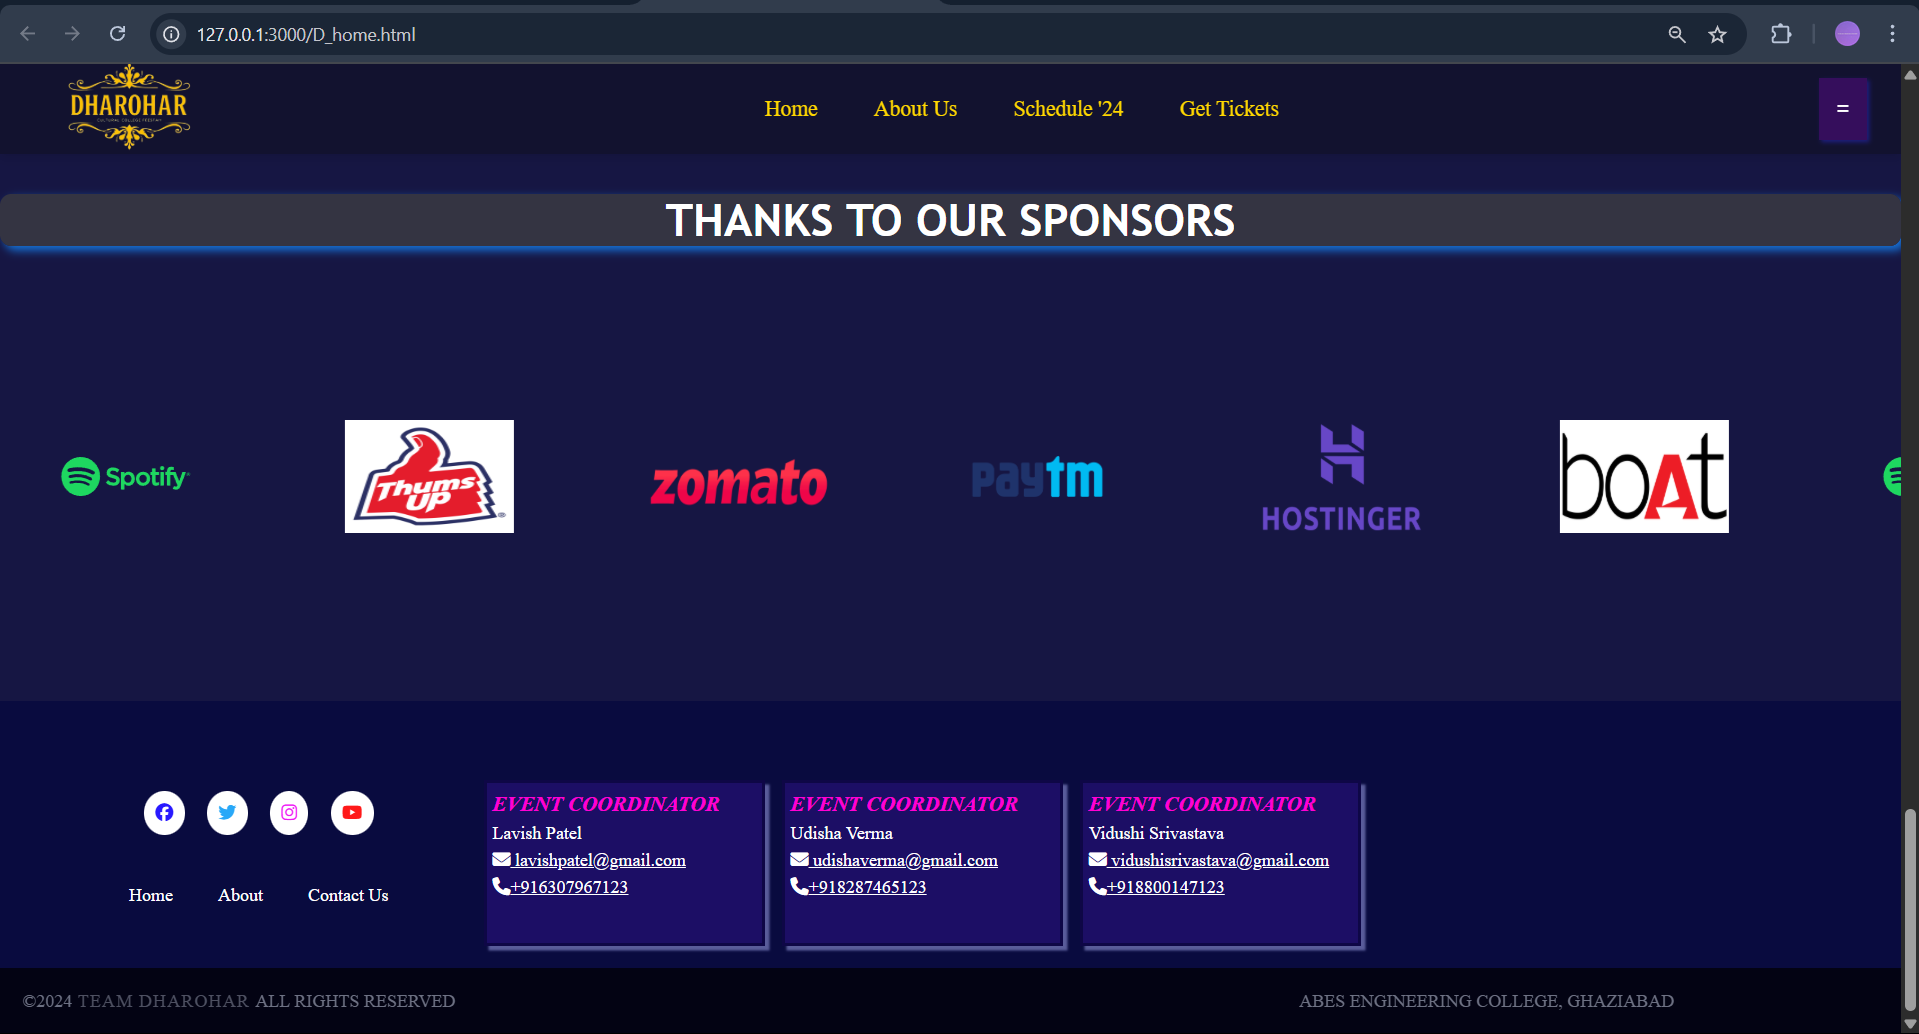 127.0.0.1:3000/D_home.html
DHAROHAR
Home About Us Schedule '24 Get Tickets =
THANKS TO OUR SPONSORS
Spotify
Thums Up
zomato
paytm
HOSTINGER
boAt
EVENT COORDINATOR
Lavish Patel
lavishpatel@gmail.com
+916307967123
EVENT COORDINATOR
Udisha Verma
udishaverma@gmail.com
+918287465123
EVENT COORDINATOR
Vidushi Srivastava
vidushisrivastava@gmail.com
+918800147123
Home About Contact Us
©2024 TEAM DHAROHAR ALL RIGHTS RESERVED
ABES ENGINEERING COLLEGE, GHAZIABAD